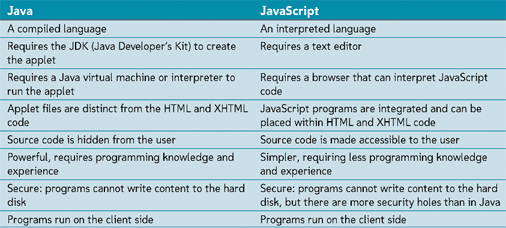 Java JavaScript
A compiled language An interpreted language
Requires the JDK (Java Developer's Kit) to create Requires a text editor
the applet
Requires a Java virtual machine or interpreter to Requires a browser that can interpret JavaScript
run the applet code
Applet files are distinct from the HTML and XHTML JavaScript programs are integrated and can be
code placed within HTML and XHTML code
Source code is hidden from the user Source code is made accessible to the user
Powerful, requires programming knowledge and Simpler, requiring less programming knowledge
experience and experience
Secure: programs cannot write content to the hard Secure: programs cannot write content to the hard
disk disk, but there are more security holes than in Java
Programs run on the client side Programs run on the client side